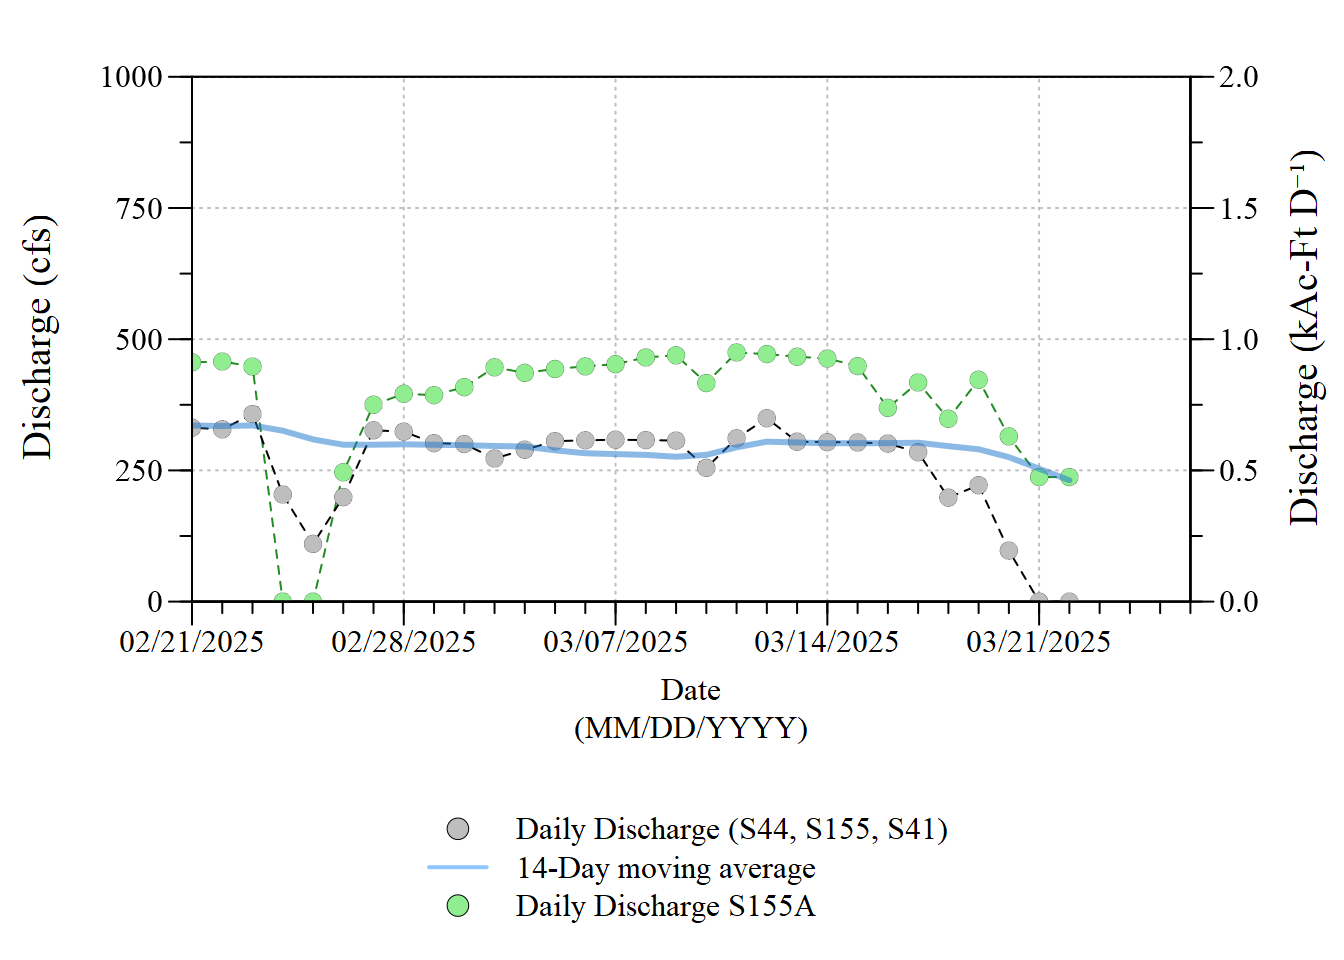 1000
750
500
250
0
Discharge (cfs)
2.0
1.5
1.0
0.5
0.0
Discharge (kAc-Ft D⁻¹)
02/21/2025
02/28/2025
03/07/2025
03/14/2025
03/21/2025
Date
(MM/DD/YYYY)
Daily Discharge (S44, S155, S41)
14-Day moving average
Daily Discharge S155A